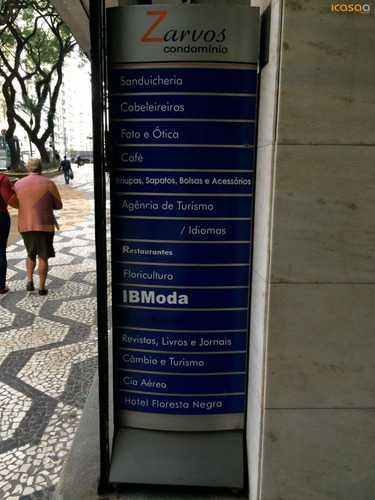 icasaa
Zarvos
condomínio
Sanduicheria
Cabeleireiros
Foto e Ótica
Café
Roupas, Sapatos, Bolsas e Acessórios
Agência de Turismo
/ Idiomas
Restaurantes
Floricultura
IBModa
Revistas, Livros e Jornais
Câmbio e Turismo
Cia Aérea
Hotel Floresta Negra